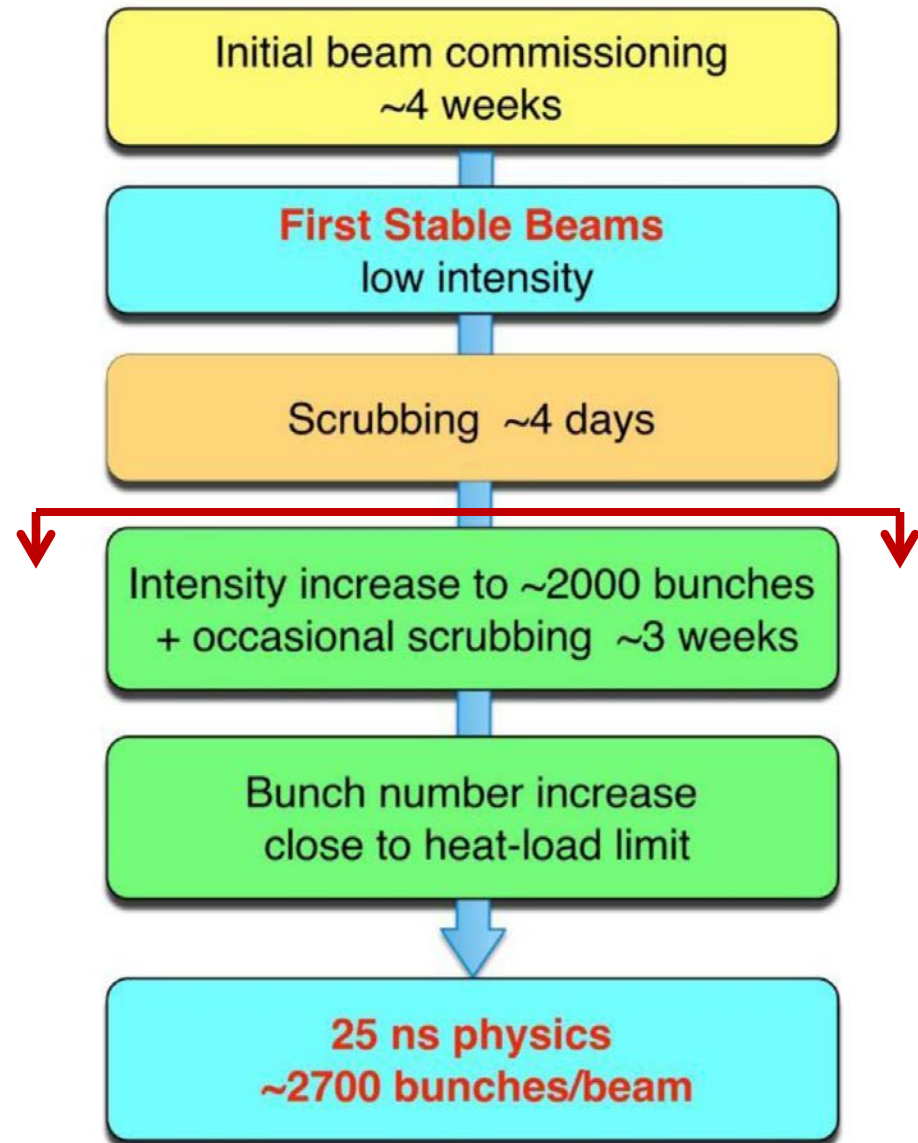 Initial beam commissioning
~4 weeks
First Stable Beams
low intensity
Scrubbing ~4 days
Intensity increase to ~2000 bunches
+ occasional scrubbing ~3 weeks
Bunch number increase
close to heat-load limit
25 ns physics
~2700 bunches/beam